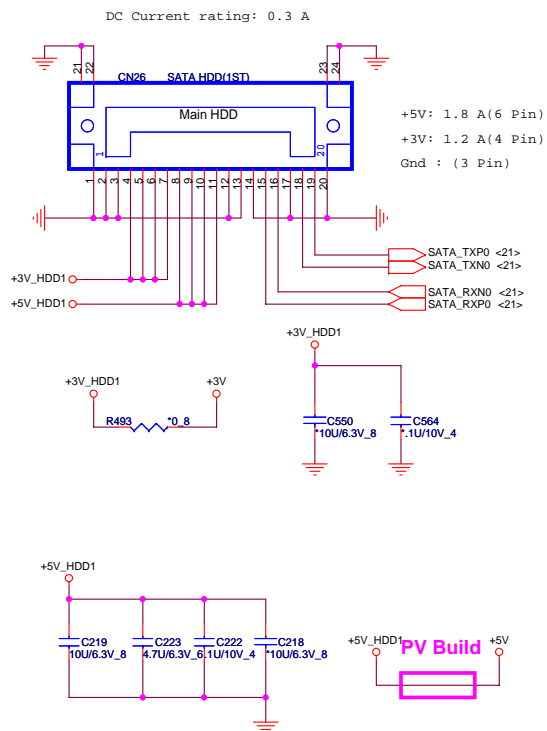 DC Current rating: 0.3 A
21
22
23
24
CN26 SATA HDD(1ST)
Main HDD
1
20
+5V: 1.8 A(6 Pin)
+3V: 1.2 A(4 Pin)
Gnd : (3 Pin)
1 2 3 4 5 6 7 8 9 10 11 12 13 14 15 16 17 18 19 20
SATA_TXP0 <21>
SATA_TXN0 <21>
+3V_HDD1
SATA_RXN0 <21>
+5V_HDD1
SATA_RXP0 <21>
+3V_HDD1
+3V_HDD1 +3V
R493 *0_8
C550
*10U/6.3V_8
C564
*.1U/10V_4
+5V_HDD1
C219
10U/6.3V_8
C223
4.7U/6.3V_6
C222
.1U/10V_4
C218
*10U/6.3V_8
+5V_HDD1 PV Build +5V